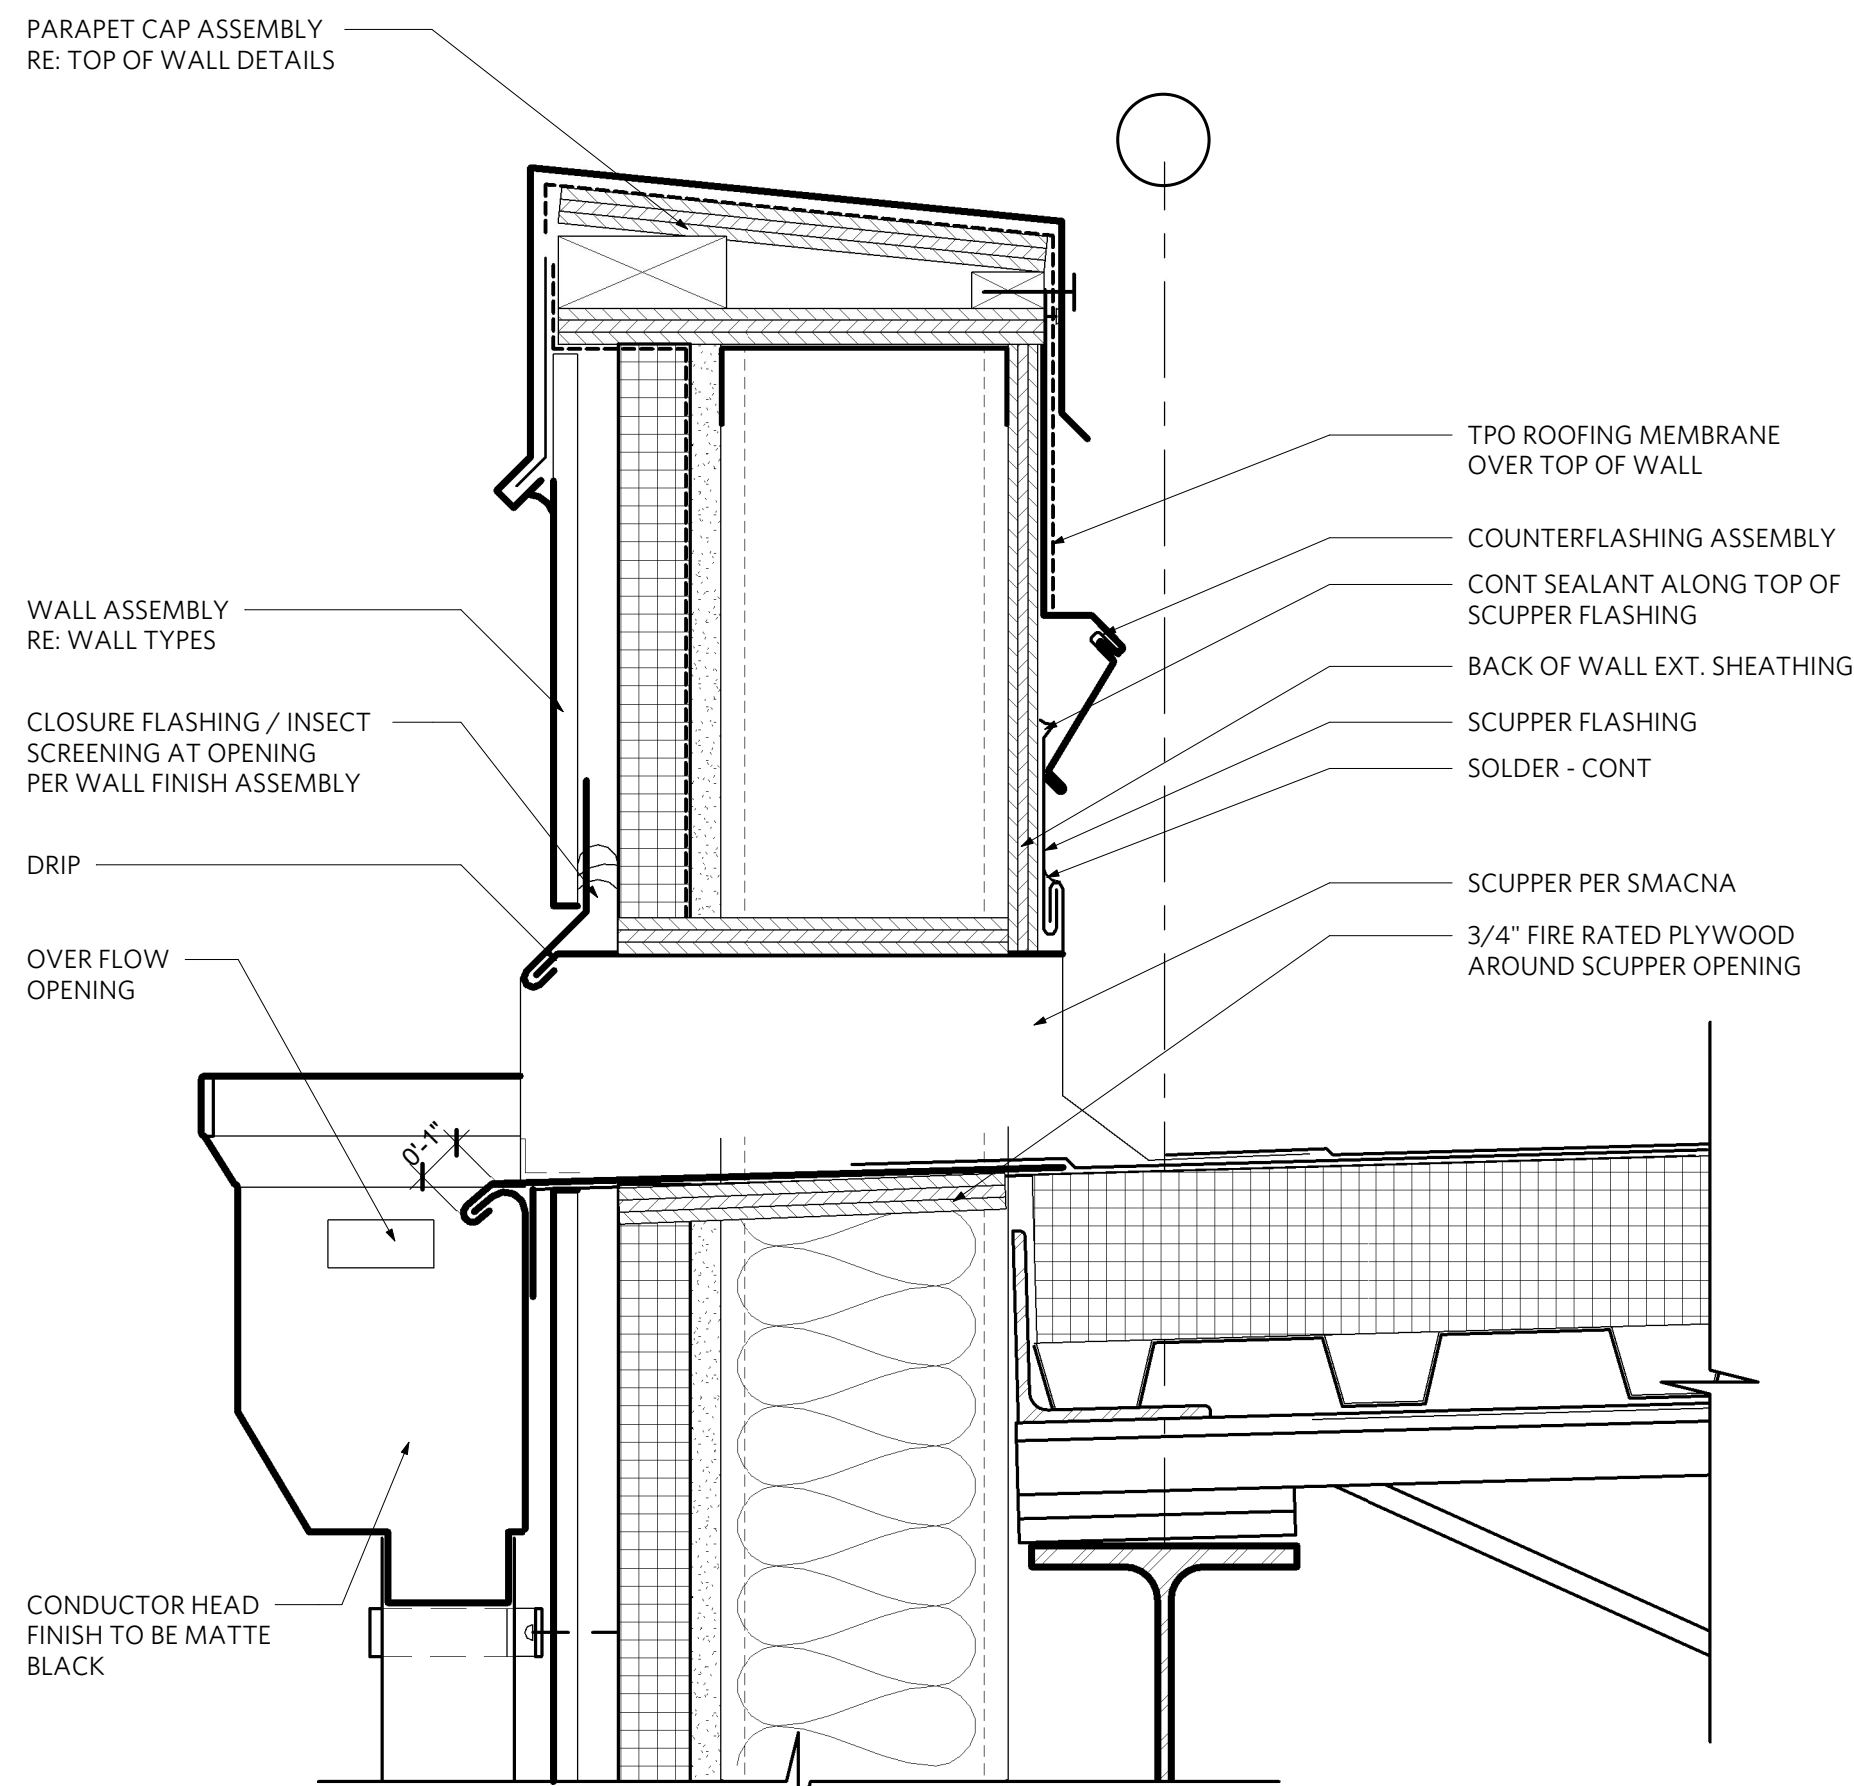 PARAPET CAP ASSEMBLY
RE: TOP OF WALL DETAILS
WALL ASSEMBLY
RE: WALL TYPES
CLOSURE FLASHING / INSECT
SCREENING AT OPENING
PER WALL FINISH ASSEMBLY
DRIP
OVER FLOW
OPENING
0'-1"
CONDUCTOR HEAD
FINISH TO BE MATTE
BLACK
TPO ROOFING MEMBRANE
OVER TOP OF WALL
COUNTERFLASHING ASSEMBLY
CONT SEALANT ALONG TOP OF
SCUPPER FLASHING
BACK OF WALL EXT. SHEATHING
SCUPPER FLASHING
SOLDER - CONT
SCUPPER PER SMACNA
3/4" FIRE RATED PLYWOOD
AROUND SCUPPER OPENING